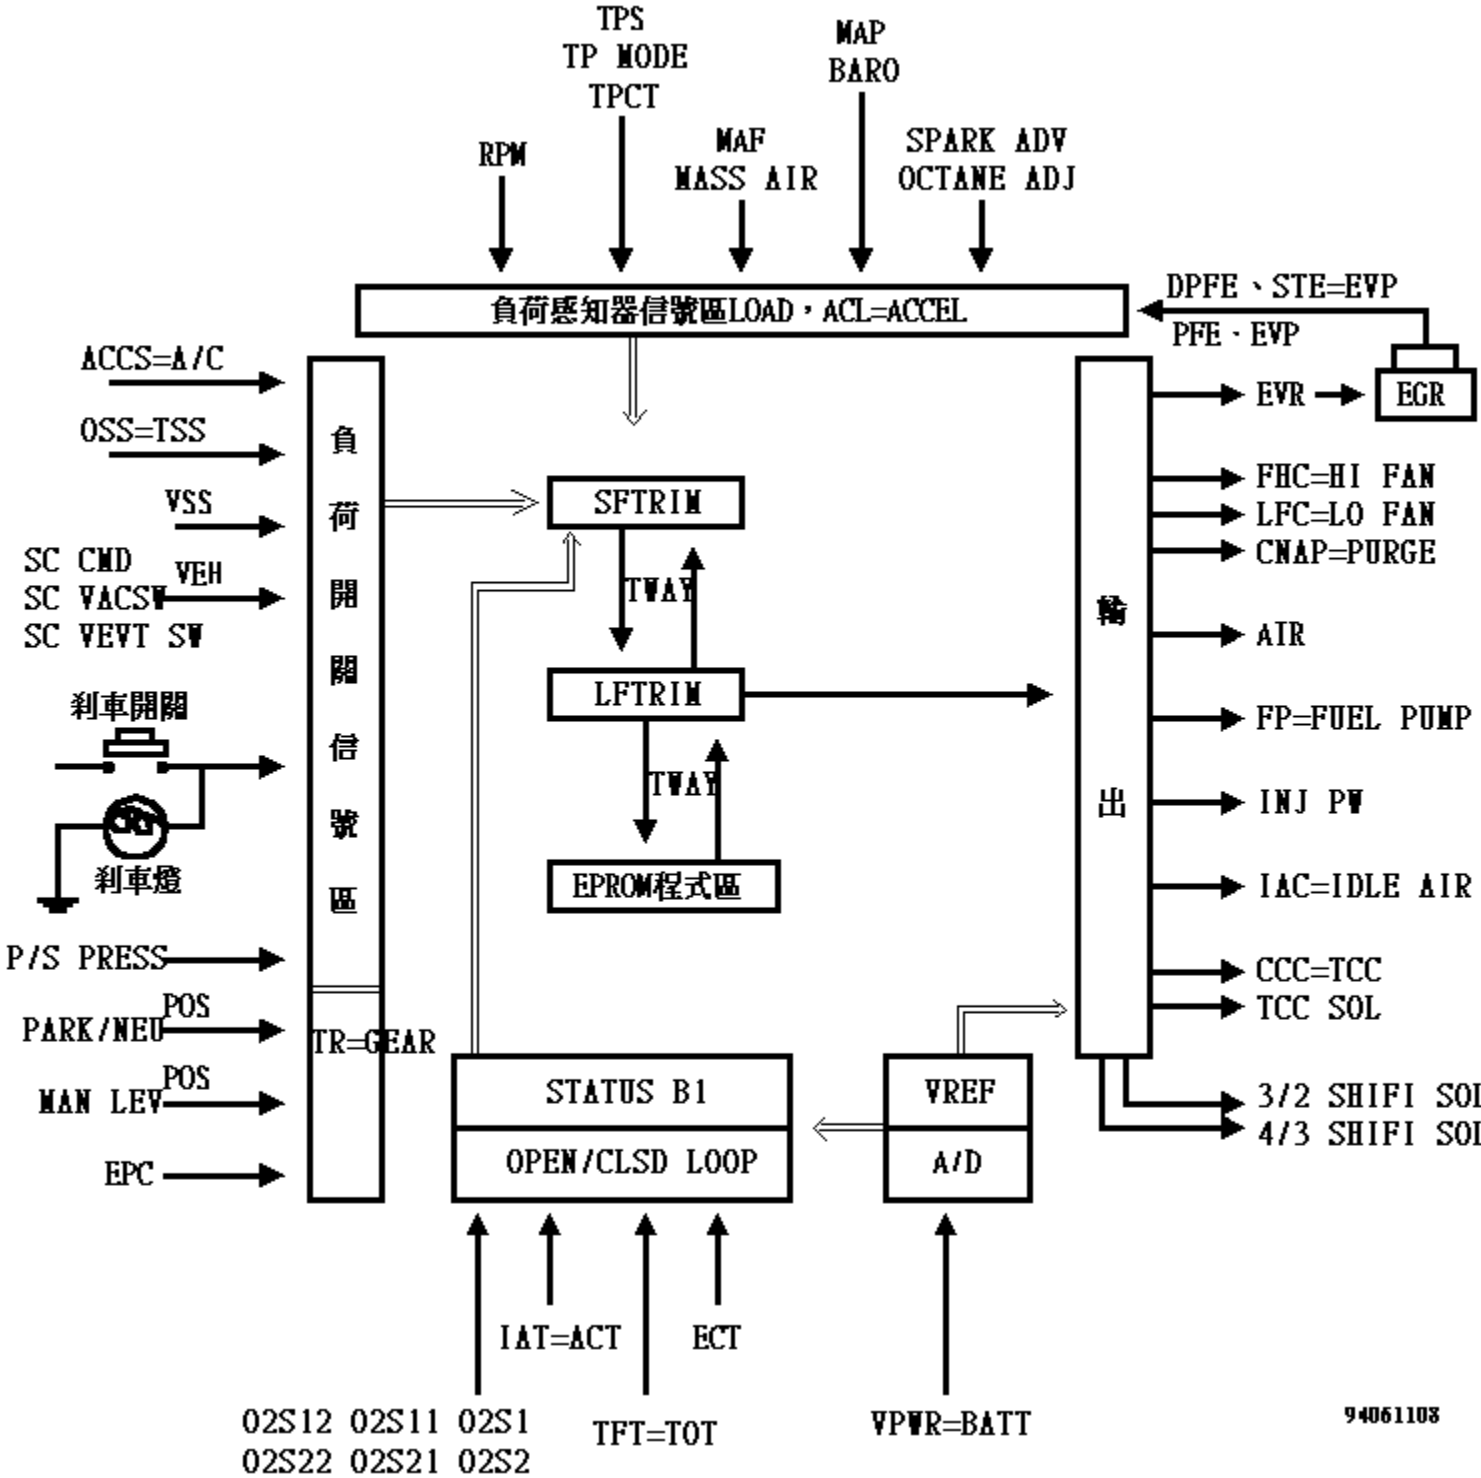 TPS
TP MODE
TPCT
MAP
BARO
RPM
MAF
MASS AIR
SPARK ADV
OCTANE ADJ
負荷感知器信號區LOAD，ACL=ACCEL
DPFE、STE=EVP
PFE、EVP
EGR
ACCS=A/C
OSS=TSS
VSS
SC CMD
SC VACSW
SC VEVT SW
VEH
剎車開關
剎車燈
P/S PRESS
PARK/NEU
POS
MAN LEV
POS
EPC
負荷開關信號區
TR=GEAR
SFTRIM
TWAY
LFTRIM
TWAY
EPROM程式區
STATUS B1
OPEN/CLSD LOOP
VREF
A/D
輸出
EVR
FHC=HI FAN
LFC=LO FAN
CNAP=PURGE
AIR
FP=FUEL PUMP
INJ PW
IAC=IDLE AIR
CCC=TCC
TCC SOL
3/2 SHIFI SOL
4/3 SHIFI SOL
IAT=ACT
ECT
O2S12 O2S11 O2S1
O2S22 O2S21 O2S2
TFT=TOT
VPWR=BATT
94061108